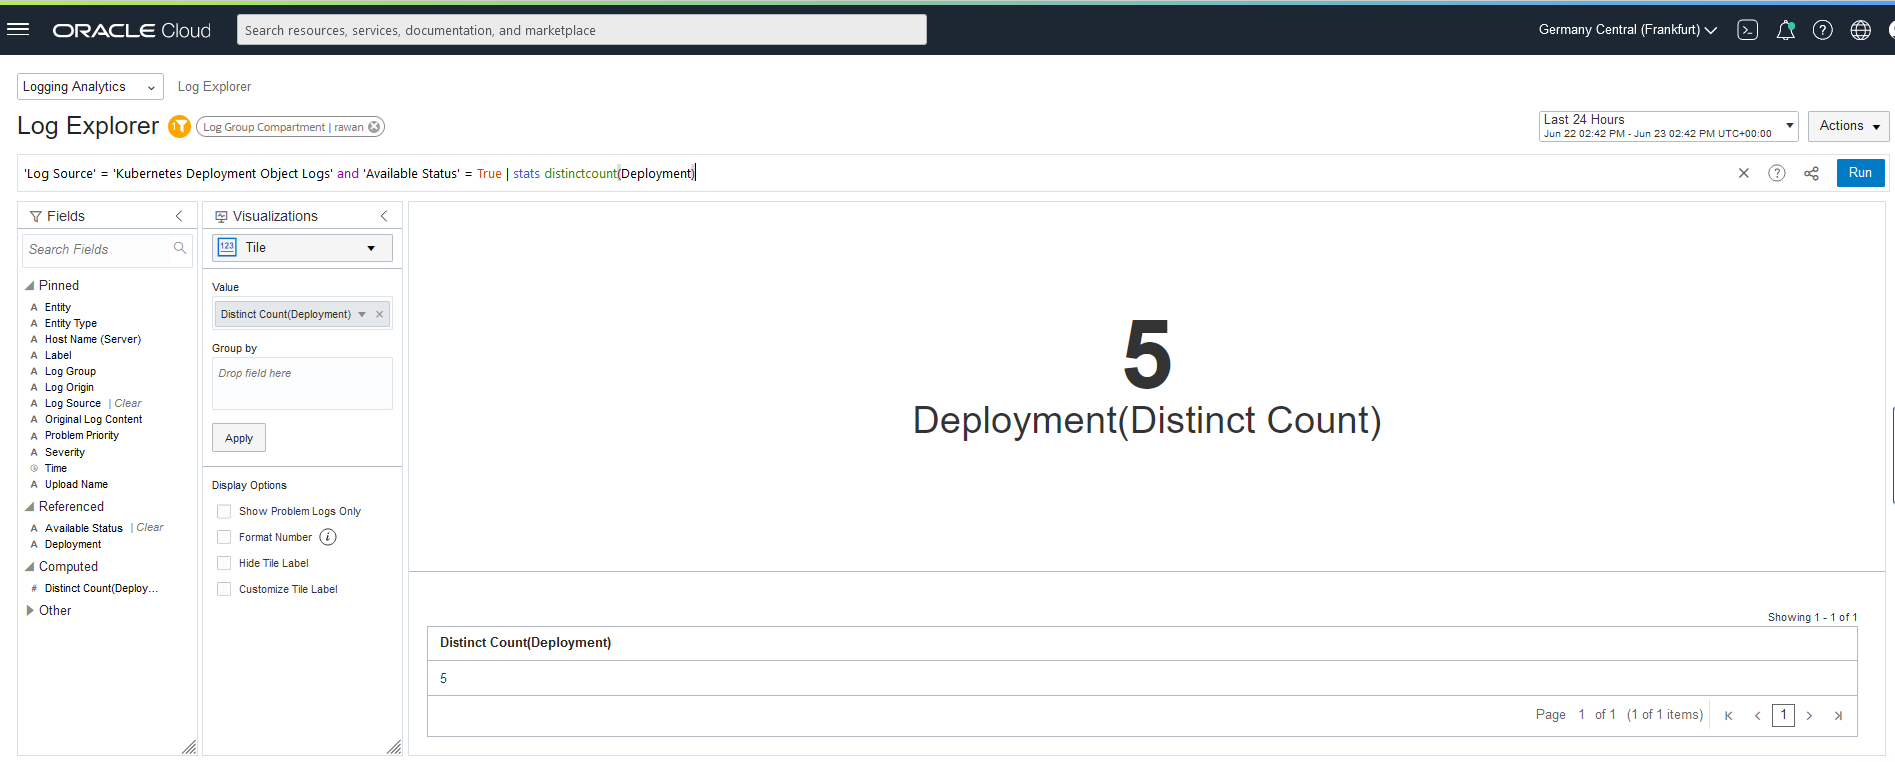 ORACLE Cloud
Search resources, services, documentation, and marketplace
Germany Central (Frankfurt)
Logging Analytics
Log Explorer
Log Explorer
1
Log Group Compartment | rawan
Last 24 Hours
Jun 22 02:42 PM - Jun 23 02:42 PM UTC+00:00
Actions
'Log Source' = 'Kubernetes Deployment Object Logs' and 'Available Status' = True | stats distinctcount(Deployment)
Run
Fields
Search Fields
Pinned
A Entity
A Entity Type
A Host Name (Server)
A Label
A Log Group
A Log Origin
A Log Source | Clear
A Original Log Content
A Problem Priority
A Severity
Time
A Upload Name
Referenced
A Available Status | Clear
A Deployment
Computed
# Distinct Count(Deploy...
Other
Visualizations
123 Tile
Value
Distinct Count(Deployment)
Group by
Drop field here
Apply
Display Options
Show Problem Logs Only
Format Number i
Hide Tile Label
Customize Tile Label
5
Deployment(Distinct Count)
Showing 1 - 1 of 1
Distinct Count(Deployment)
5
Page 1 of 1 (1 of 1 items) 1